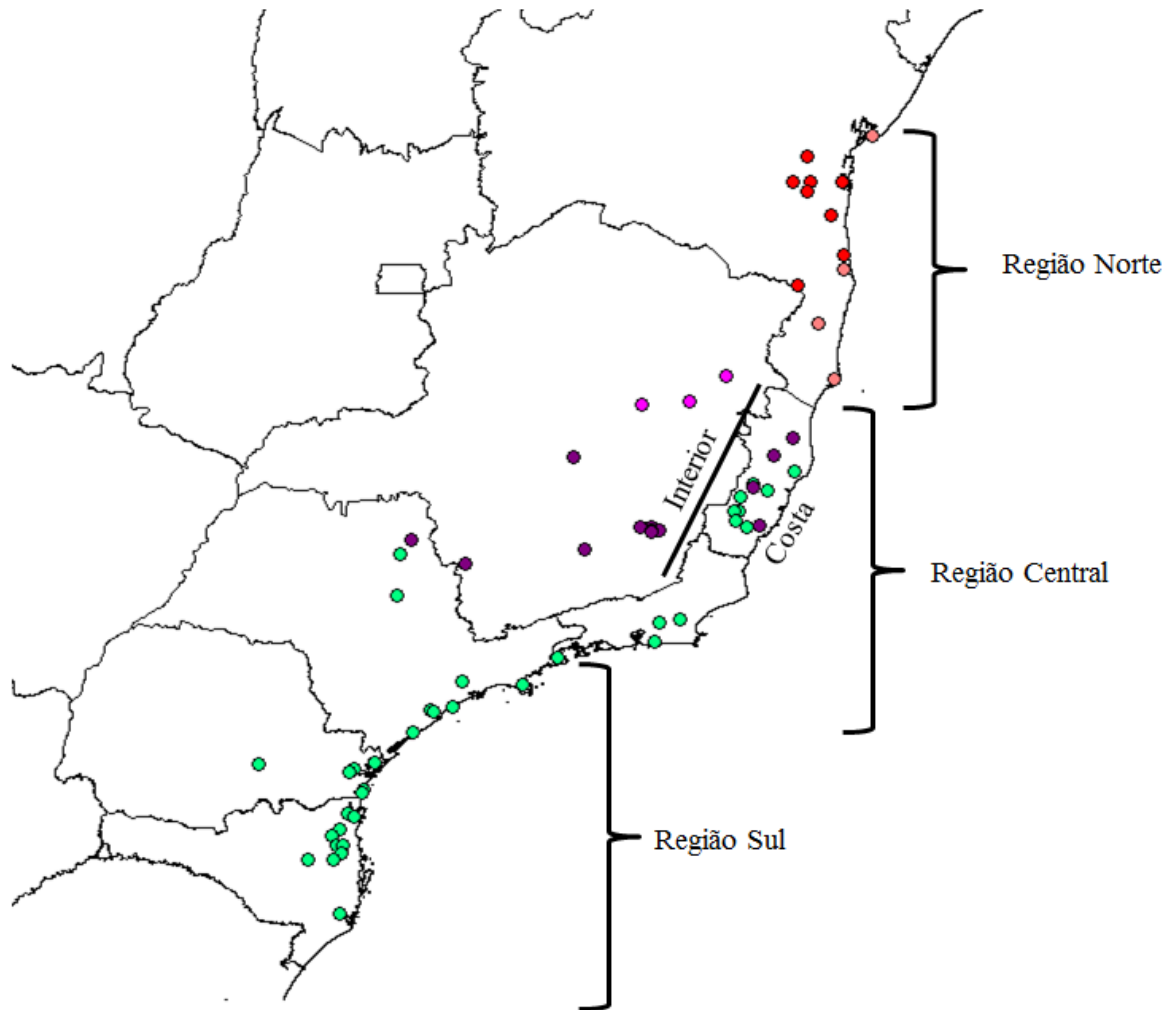 Região Norte
Interior
Costa
Região Central
Região Sul